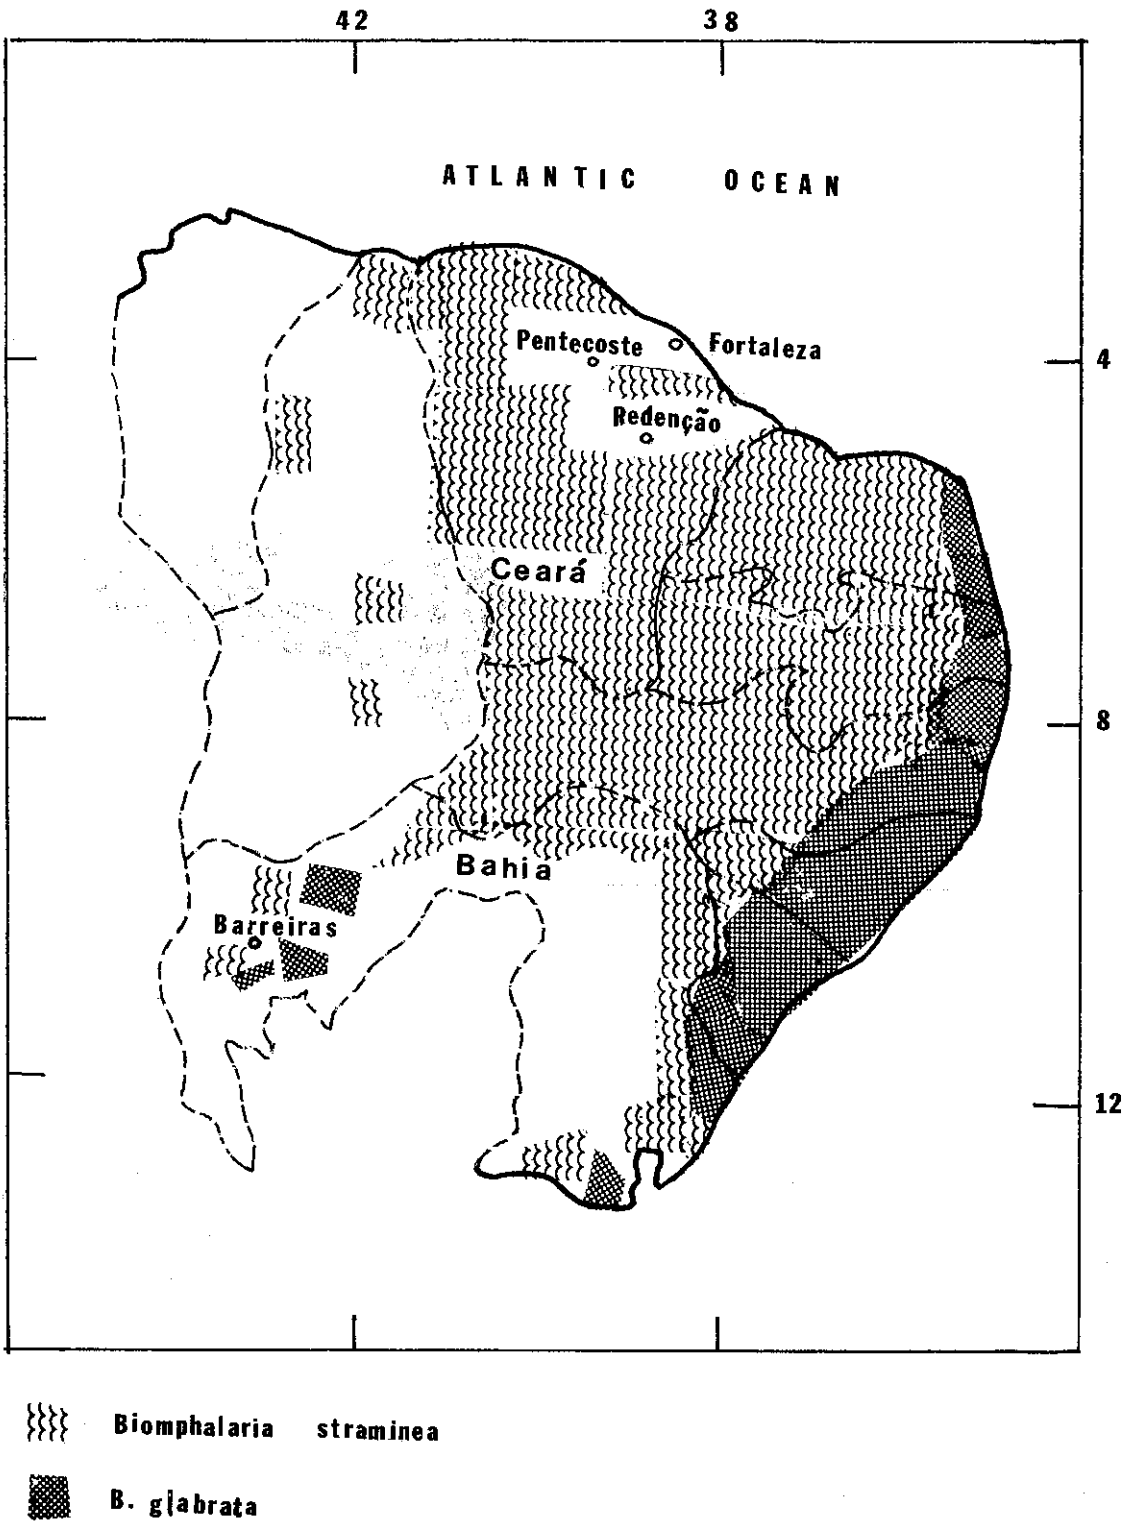 42 38
ATLANTIC OCEAN
Pentecoste Fortaleza
4
Redenção
Ceará
8
Bahia
Barreiras
12
Biomphalaria straminea
B. glabrata